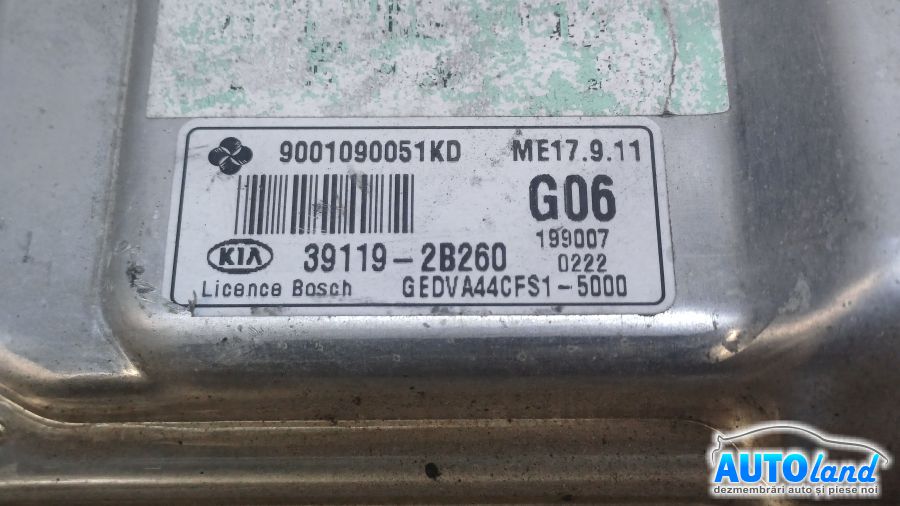 9001090051KD ME17.9.11
G06
199007
KIA 39119-2B260 0222
Licence Bosch GEDVA44CFS1-5000
AUTOland
dezmembrări auto și piese noi